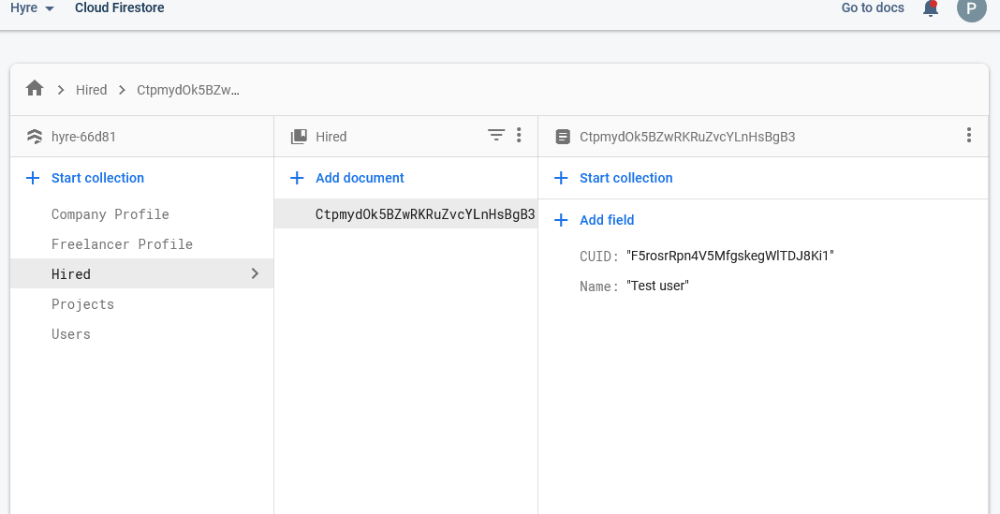 Hyre Cloud Firestore Go to docs P
Hired CtpmydOk5BZw...
hyre-66d81
Start collection
Company Profile
Freelancer Profile
Hired
Projects
Users
Hired
Add document
CtpmydOk5BZwRKRuZvcYLnHsBgB3
CtpmydOk5BZwRKRuZvcYLnHsBgB3
Start collection
Add field
CUID: "F5rosrRpn4V5MfgskegWlTDJ8Ki1"
Name: "Test user"